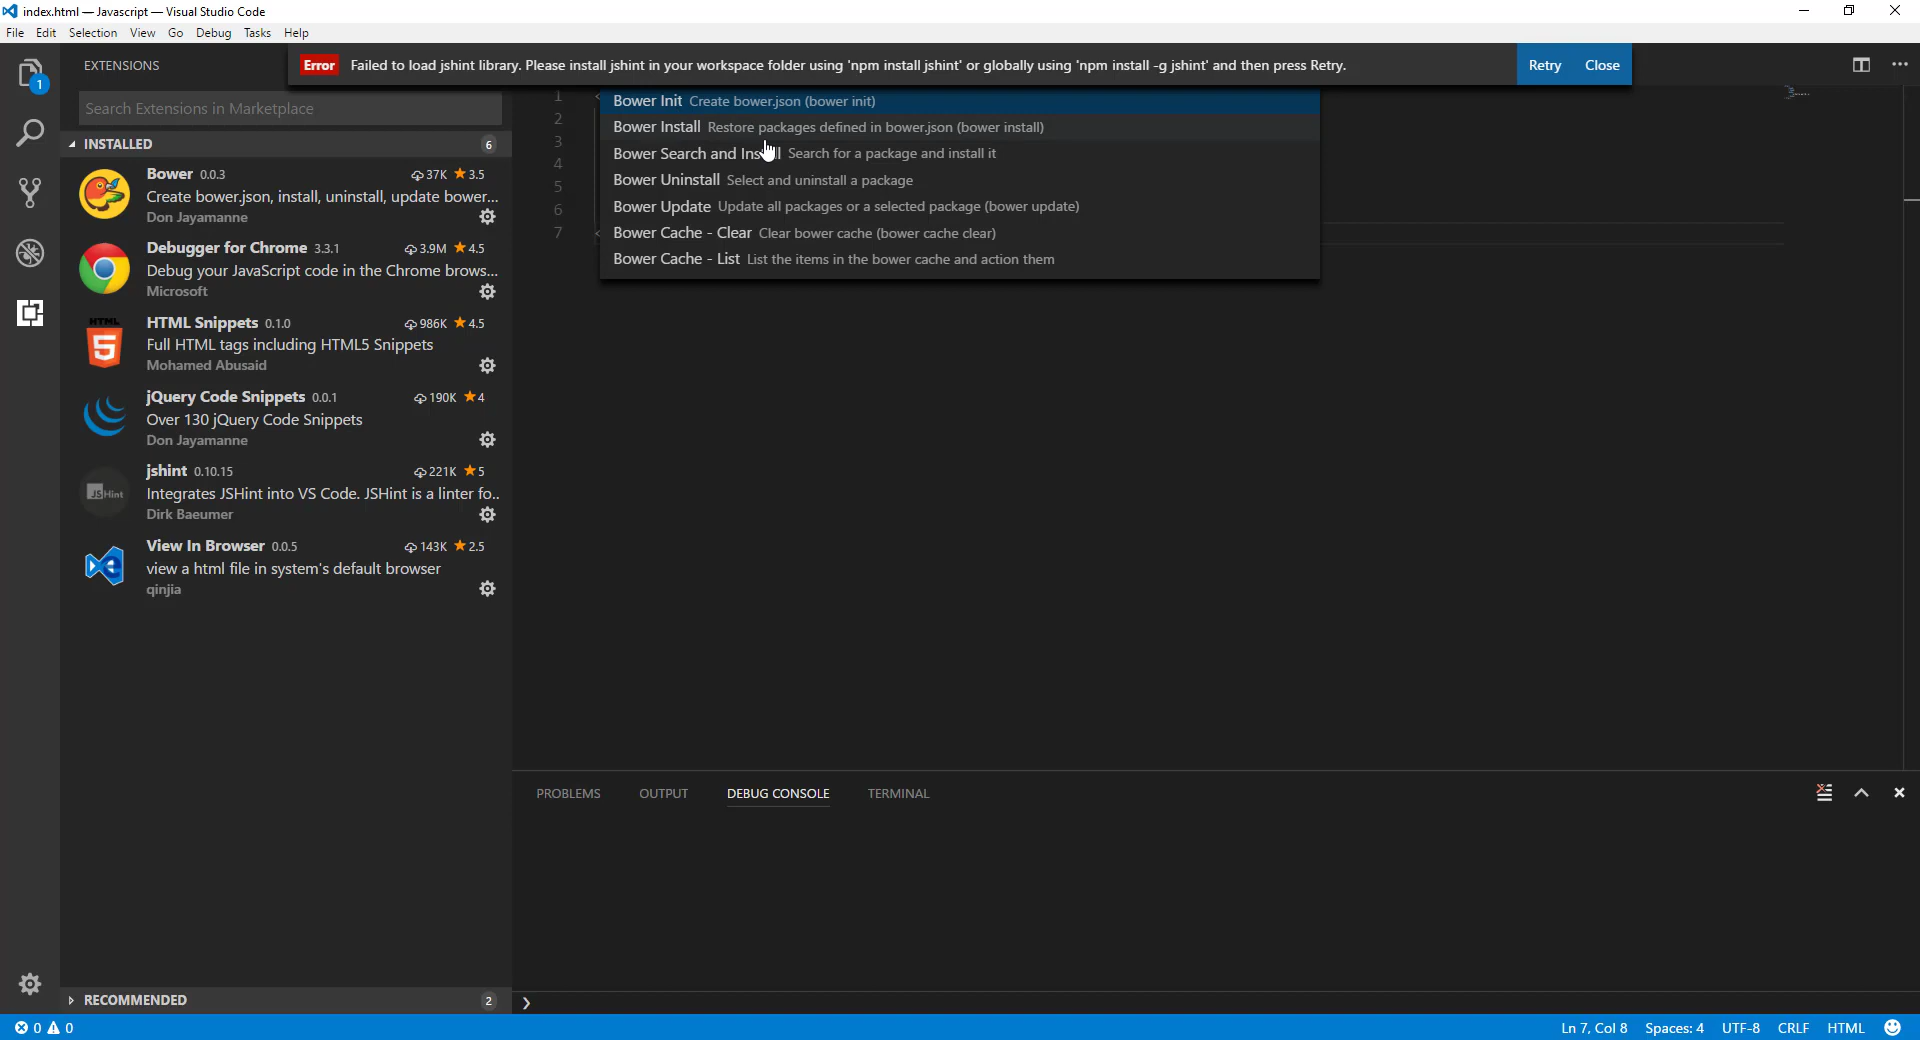 index.html — Javascript — Visual Studio Code
File Edit Selection View Go Debug Tasks Help
1
EXTENSIONS
Error Failed to load jshint library. Please install jshint in your workspace folder using 'npm install jshint' or globally using 'npm install -g jshint' and then press Retry.
Retry Close
Search Extensions in Marketplace
INSTALLED 6
Bower 0.0.3 37K 3.5
Create bower.json, install, uninstall, update bower...
Don Jayamanne
Debugger for Chrome 3.3.1 3.9M 4.5
Debug your JavaScript code in the Chrome brows...
Microsoft
HTML
5
HTML Snippets 0.1.0 986K 4.5
Full HTML tags including HTML5 Snippets
Mohamed Abusaid
jQuery Code Snippets 0.0.1 190K 4
Over 130 jQuery Code Snippets
Don Jayamanne
JSHint
jshint 0.10.15 221K 5
Integrates JSHint into VS Code. JSHint is a linter fo..
Dirk Baeumer
View In Browser 0.0.5 143K 2.5
view a html file in system's default browser
qinjia
RECOMMENDED 2
1 <
2
3
4
5
6
7 <
Bower Init Create bower.json (bower init)
Bower Install Restore packages defined in bower.json (bower install)
Bower Search and Install Search for a package and install it
Bower Uninstall Select and uninstall a package
Bower Update Update all packages or a selected package (bower update)
Bower Cache - Clear Clear bower cache (bower cache clear)
Bower Cache - List List the items in the bower cache and action them
PROBLEMS OUTPUT DEBUG CONSOLE TERMINAL
0 0
Ln 7, Col 8 Spaces: 4 UTF-8 CRLF HTML